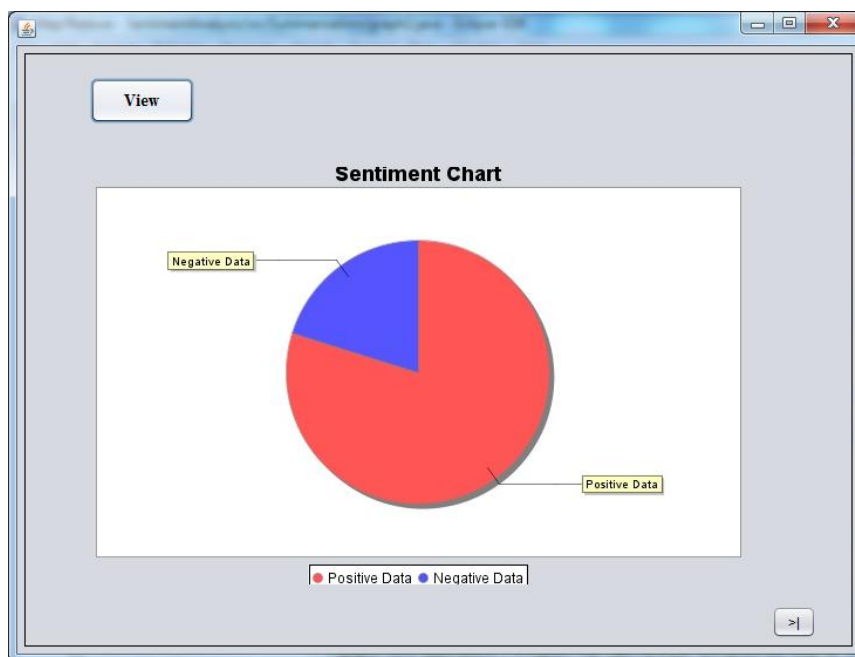 View
Sentiment Chart
Negative Data
Positive Data
Positive Data Negative Data
>|